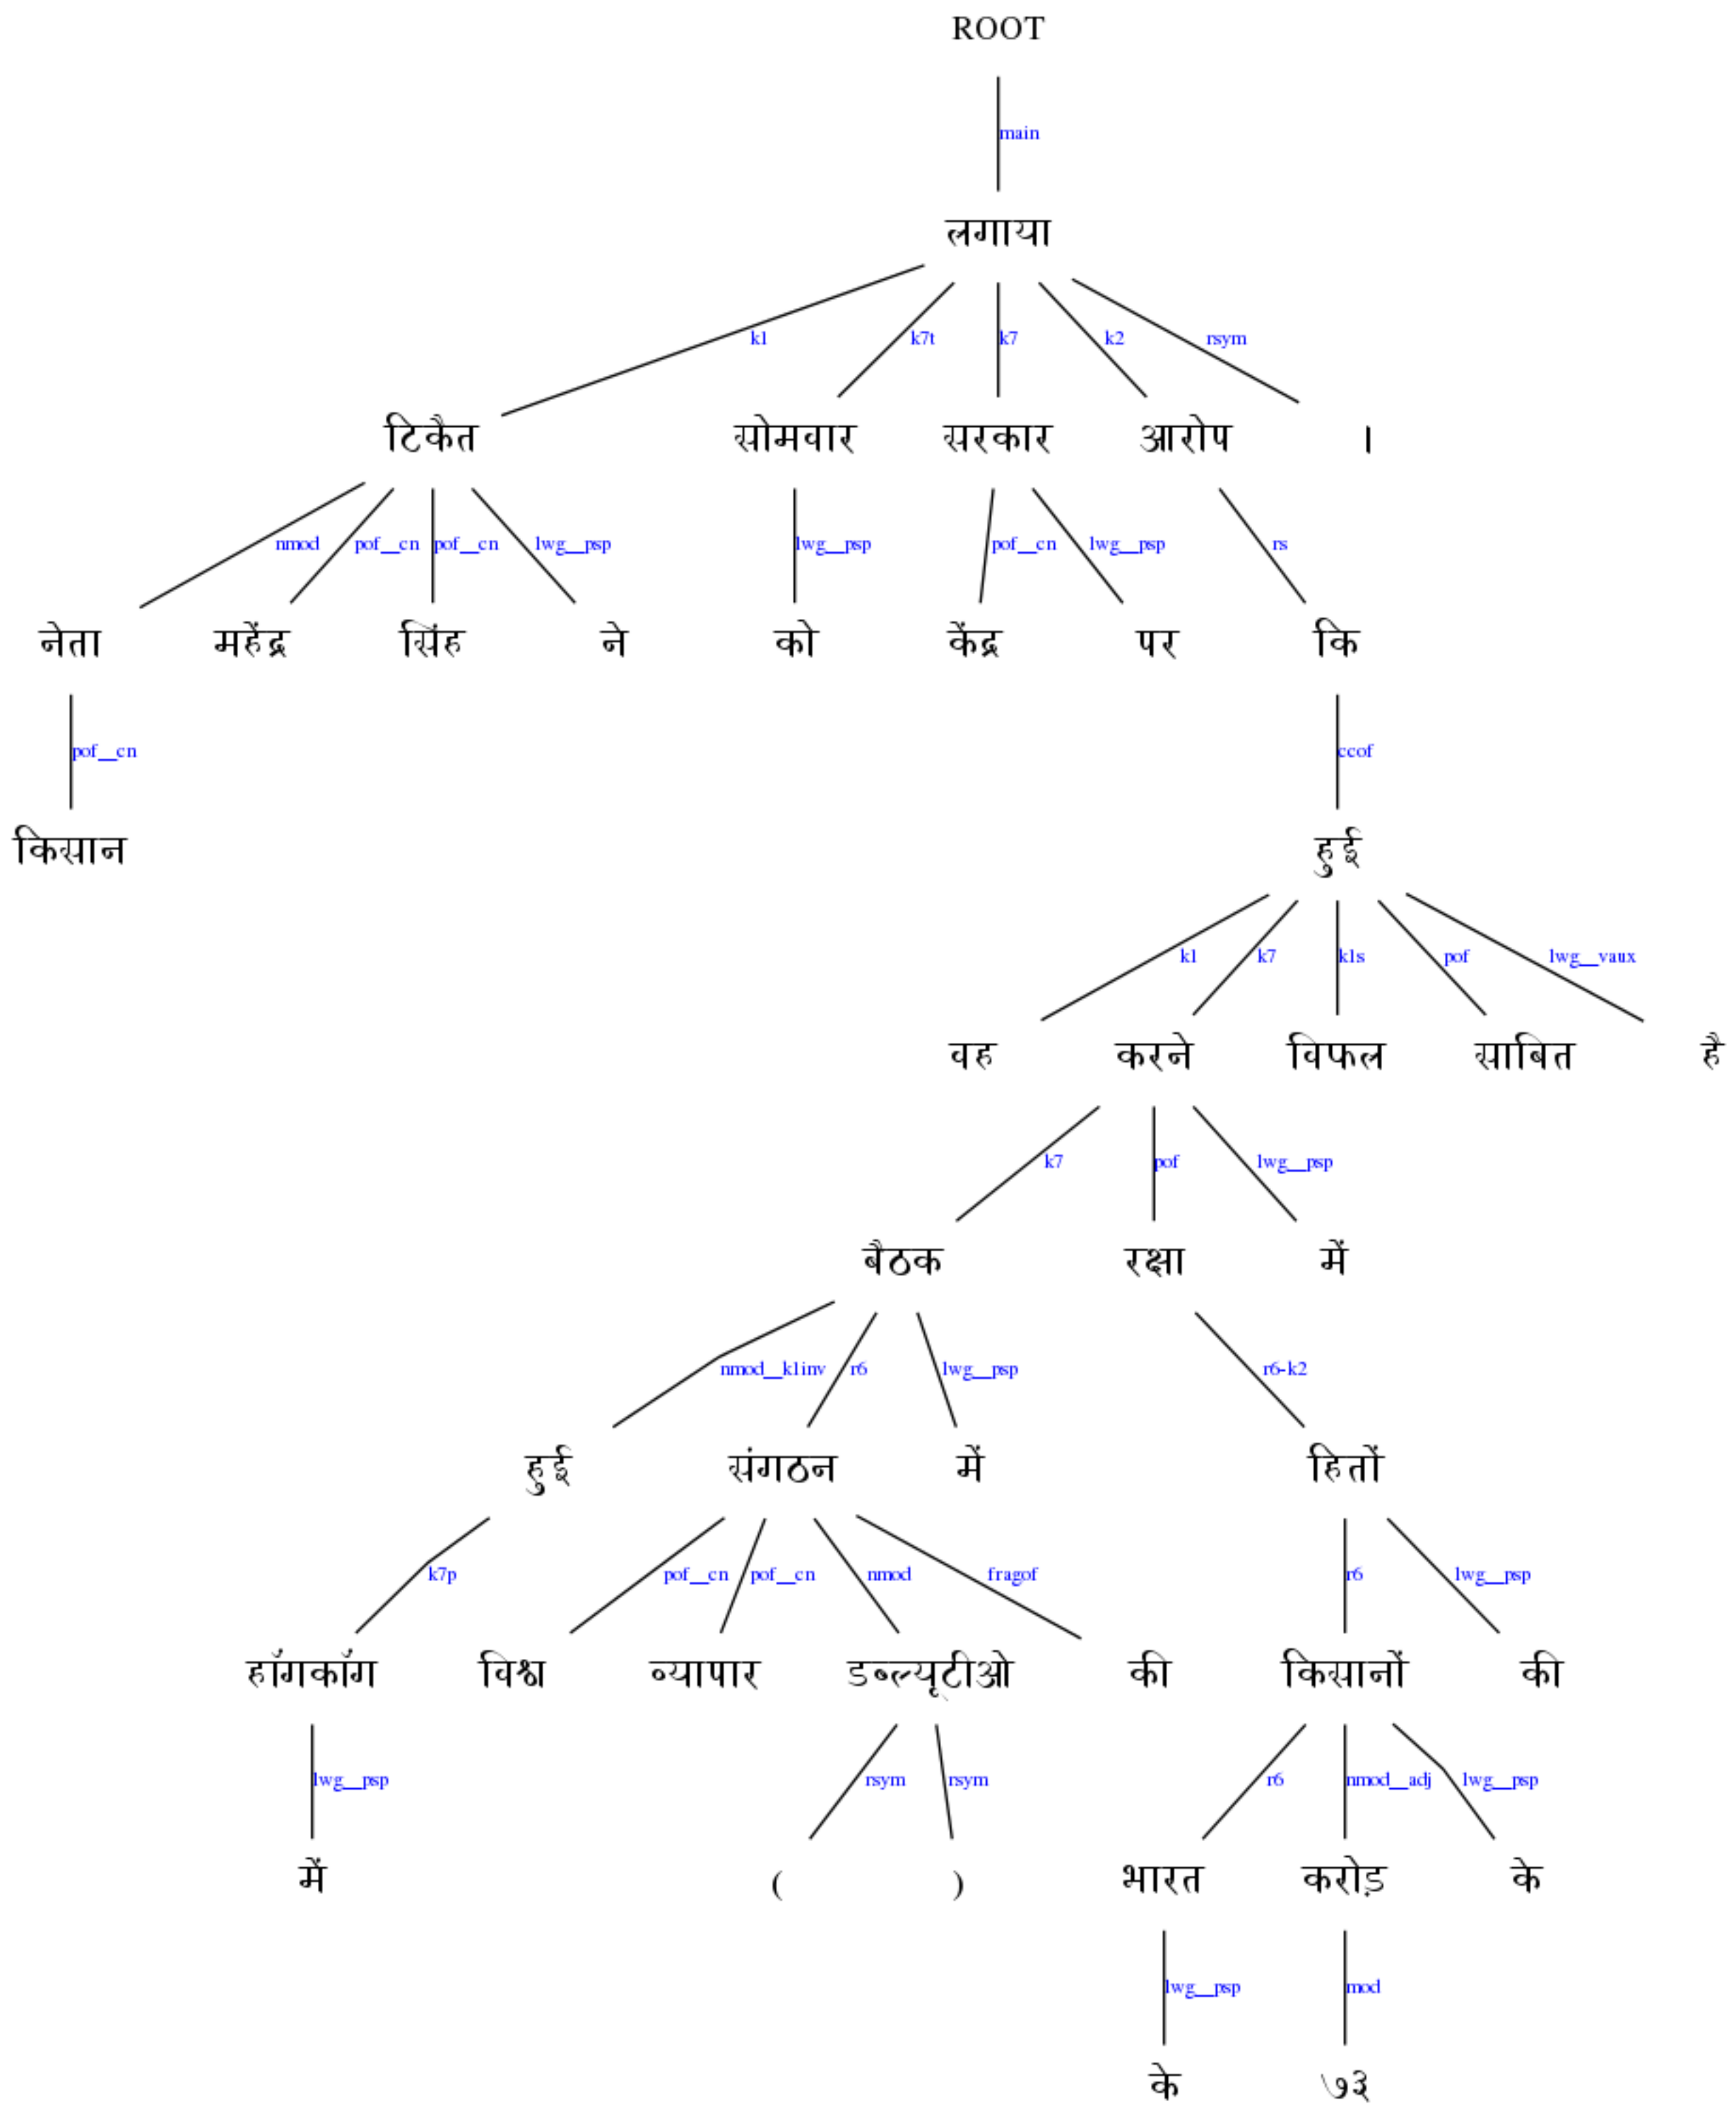 ROOT
main
लगाया
k1 k7t k7 k2 rsym
टिकैत सोमवार सरकार आरोप ।
nmod pof__cn pof__cn lwg__psp lwg__psp pof__cn lwg__psp rs
नेता महेंद्र सिंह ने को केंद्र पर कि
pof__cn ccof
किसान हुई
k1 k7 k1s pof lwg__vaux
वह करने विफल साबित है
k7 pof lwg__psp
बैठक रक्षा में
nmod__k1inv r6 lwg__psp r6-k2
हुई संगठन में हितों
k7p pof__cn pof__cn nmod fragof r6 lwg__psp
हॉगकॉग विश्व व्यापार डब्ल्यूटीओ की किसानों की
lwg__psp rsym rsym r6 nmod__adj lwg__psp
में ( ) भारत करोड़ के
lwg__psp mod
के ७३